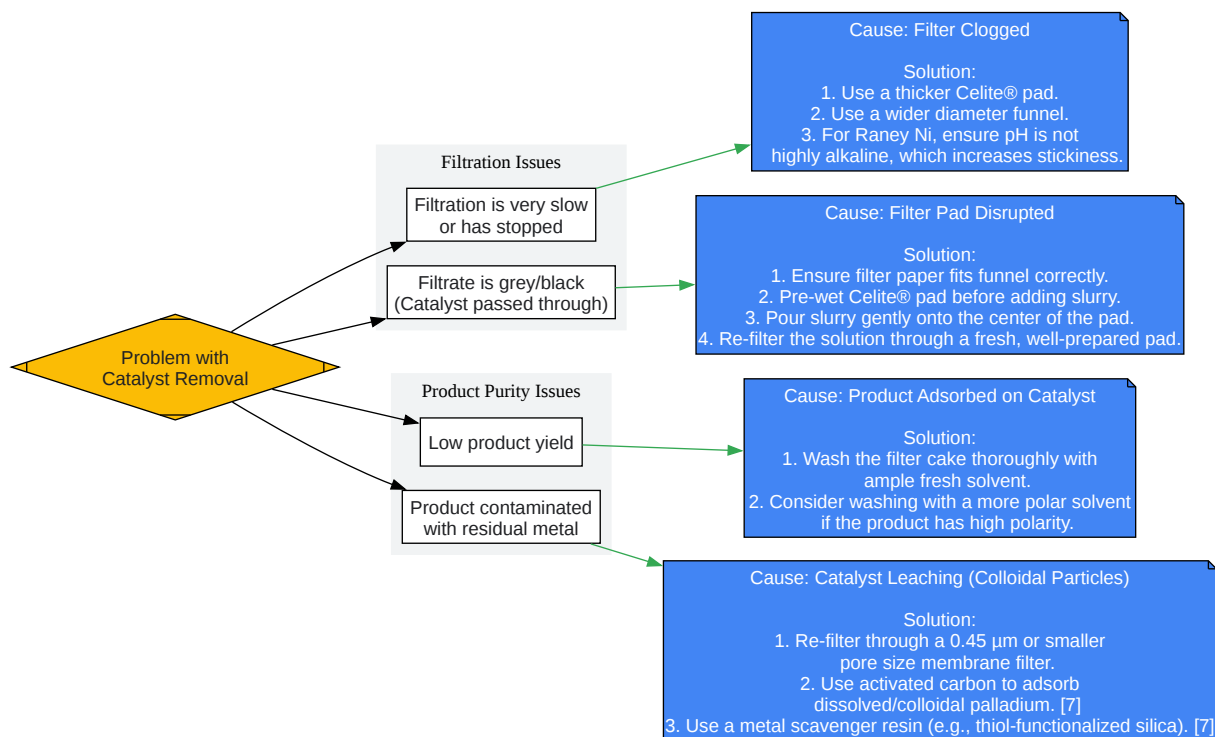 Problem with
Catalyst Removal
Filtration Issues
Filtration is very slow
or has stopped
Filtrate is grey/black
(Catalyst passed through)
Product Purity Issues
Low product yield
Product contaminated
with residual metal
Cause: Filter Clogged
Solution:
1. Use a thicker Celite® pad.
2. Use a wider diameter funnel.
3. For Raney Ni, ensure pH is not
highly alkaline, which increases stickiness.
Cause: Filter Pad Disrupted
Solution:
1. Ensure filter paper fits funnel correctly.
2. Pre-wet Celite® pad before adding slurry.
3. Pour slurry gently onto the center of the pad.
4. Re-filter the solution through a fresh, well-prepared pad.
Cause: Product Adsorbed on Catalyst
Solution:
1. Wash the filter cake thoroughly with
ample fresh solvent.
2. Consider washing with a more polar solvent
if the product has high polarity.
Cause: Catalyst Leaching (Colloidal Particles)
Solution:
1. Re-filter through a 0.45 µm or smaller
pore size membrane filter.
2. Use activated carbon to adsorb
dissolved/colloidal palladium. [7]
3. Use a metal scavenger resin (e.g., thiol-functionalized silica). [7]